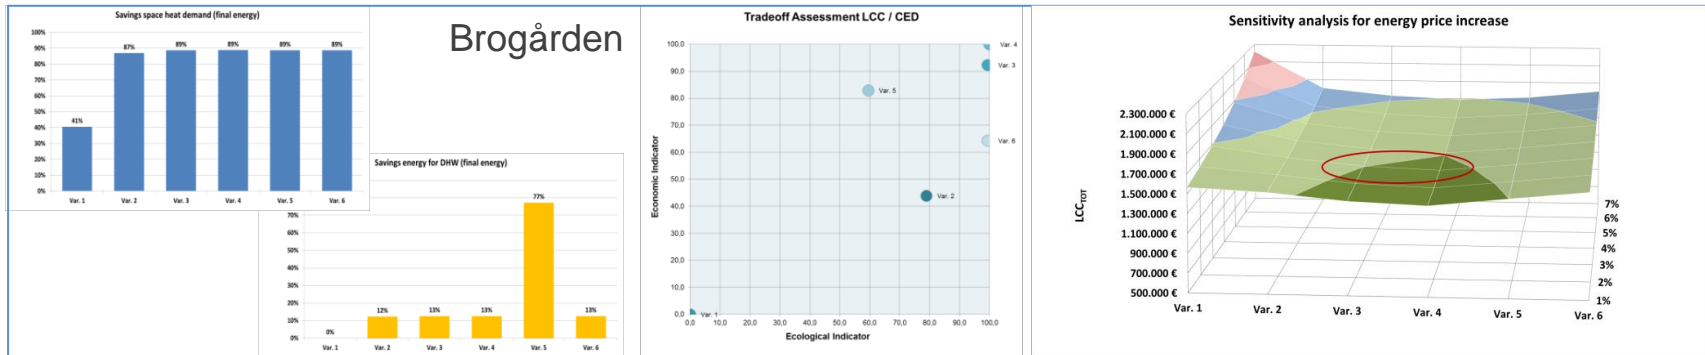 Savings space heat demand (final energy)
100%
90%
80%
70%
60%
50%
40%
30%
20%
10%
0%
41%
87%
89%
89%
89%
89%
Var. 1
Var. 2
Var. 3
Var. 4
Var. 5
Var. 6
Brogården
Savings energy for DHW (final energy)
70%
60%
50%
40%
30%
20%
10%
0%
0%
12%
13%
13%
77%
13%
Var. 1
Var. 2
Var. 3
Var. 4
Var. 5
Var. 6
Tradeoff Assessment LCC / CED
Economic Indicator
100,0
90,0
80,0
70,0
60,0
50,0
40,0
30,0
20,0
10,0
0,0
Var. 4
Var. 3
Var. 5
Var. 6
Var. 2
Var. 1
0,0
10,0
20,0
30,0
40,0
50,0
60,0
70,0
80,0
90,0
100,0
Ecological Indicator
Sensitivity analysis for energy price increase
LCCTOT
2.300.000 €
2.100.000 €
1.900.000 €
1.700.000 €
1.500.000 €
1.300.000 €
1.100.000 €
900.000 €
700.000 €
500.000 €
7%
6%
5%
4%
3%
2%
1%
Var. 1
Var. 2
Var. 3
Var. 4
Var. 5
Var. 6